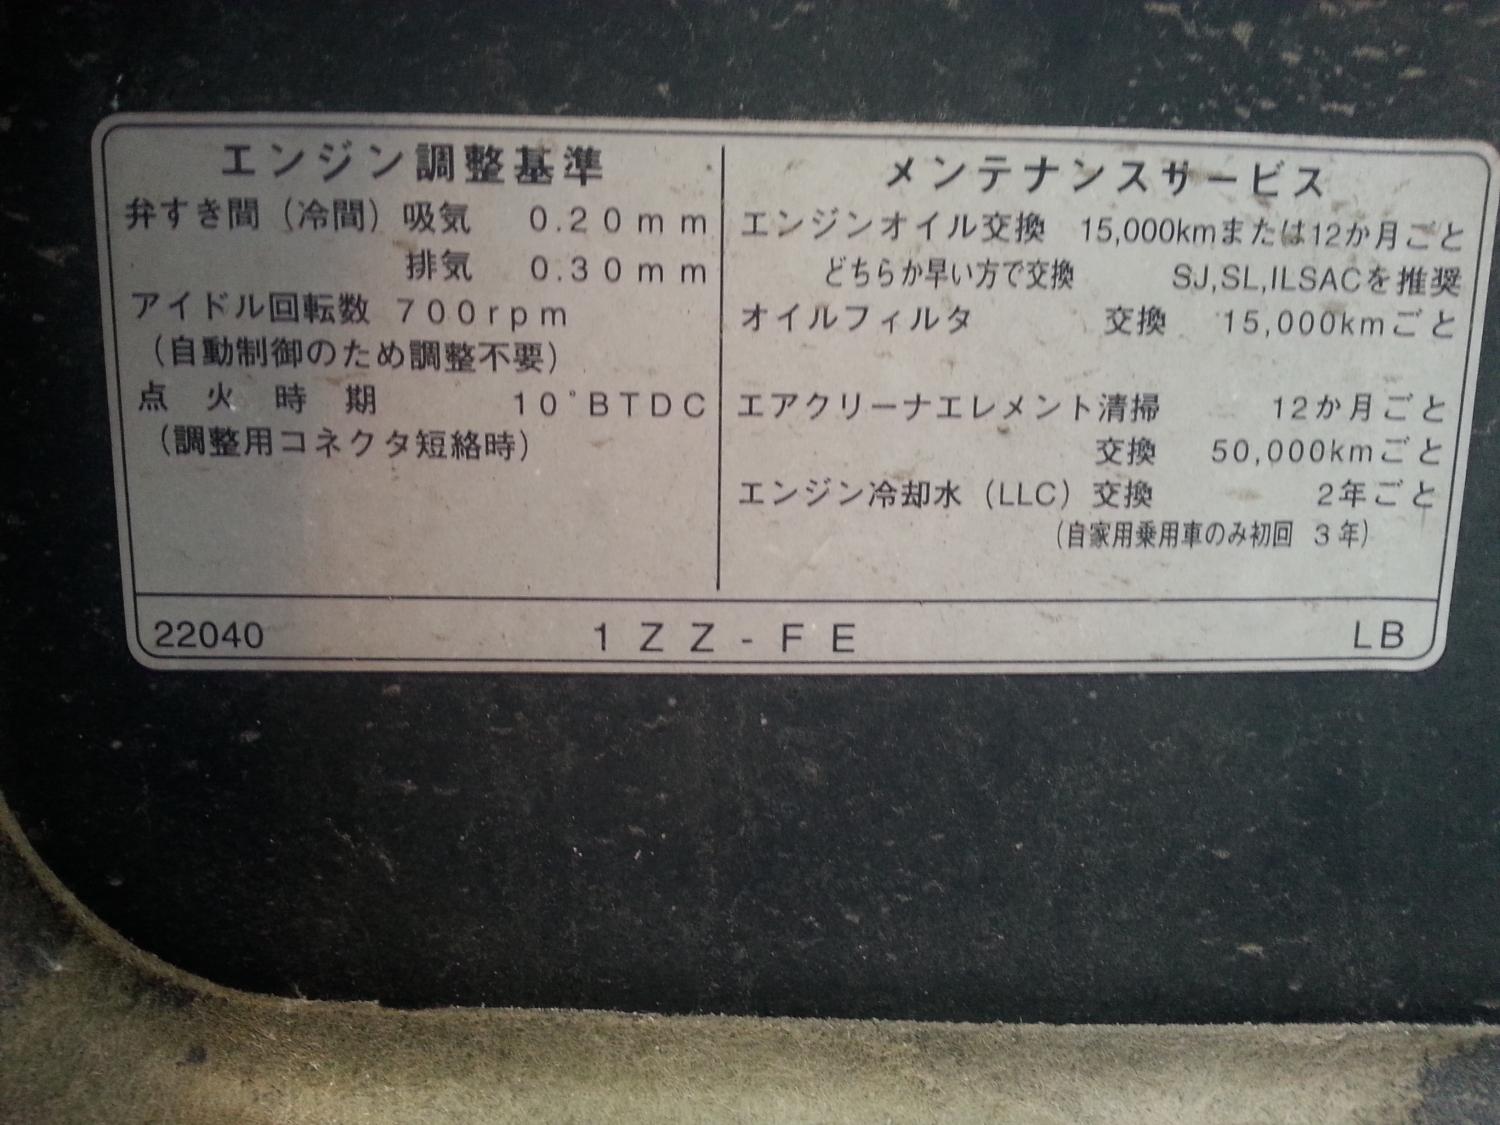 エンジン調整基準
弁すき間（冷間）吸気 0.20mm
排気 0.30mm
アイドル回転数 700rpm
（自動制御のため調整不要）
点火時期 10°BTDC
（調整用コネクタ短絡時）
メンテナンスサービス
エンジンオイル交換 15,000kmまたは12か月ごと
どちらか早い方で交換 SJ,SL,ILSACを推奨
オイルフィルタ 交換 15,000kmごと
エアクリーナエレメント清掃 12か月ごと
交換 50,000kmごと
エンジン冷却水（LLC）交換 2年ごと
（自家用乗用車のみ初回 3年）
22040 1ZZ-FE LB